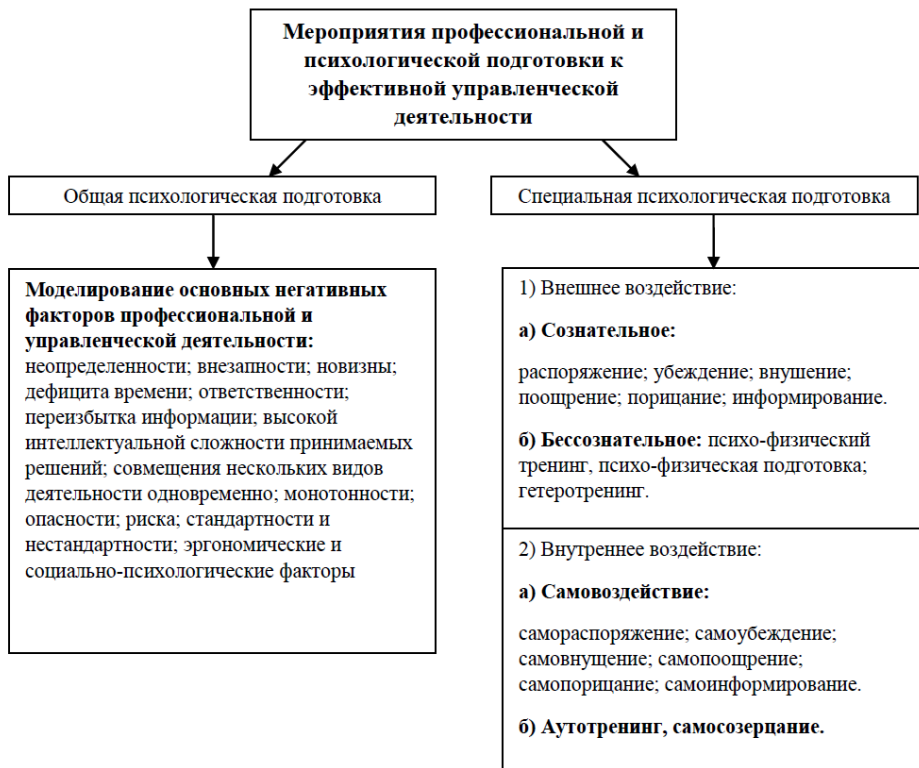 Мероприятия профессиональной и
психологической подготовки к
эффективной управленческой
деятельности
Общая психологическая подготовка
Специальная психологическая подготовка
Моделирование основных негативных
факторов профессиональной и
управленческой деятельности:
неопределенности; внезапности; новизны;
дефицита времени; ответственности;
переизбытка информации; высокой
интеллектуальной сложности принимаемых
решений; совмещения нескольких видов
деятельности одновременно; монотонности;
опасности; риска; стандартности и
нестандартности; эргономические и
социально-психологические факторы
1) Внешнее воздействие:
а) Сознательное:
распоряжение; убеждение; внушение;
поощрение; порицание; информирование.
б) Бессознательное: психо-физический
тренинг, психо-физическая подготовка;
гетеротренинг.
2) Внутреннее воздействие:
а) Самовоздействие:
самораспоряжение; самоубеждение;
самовнущение; самопоощрение;
самопорицание; самоинформирование.
б) Аутотренинг, самосозерцание.